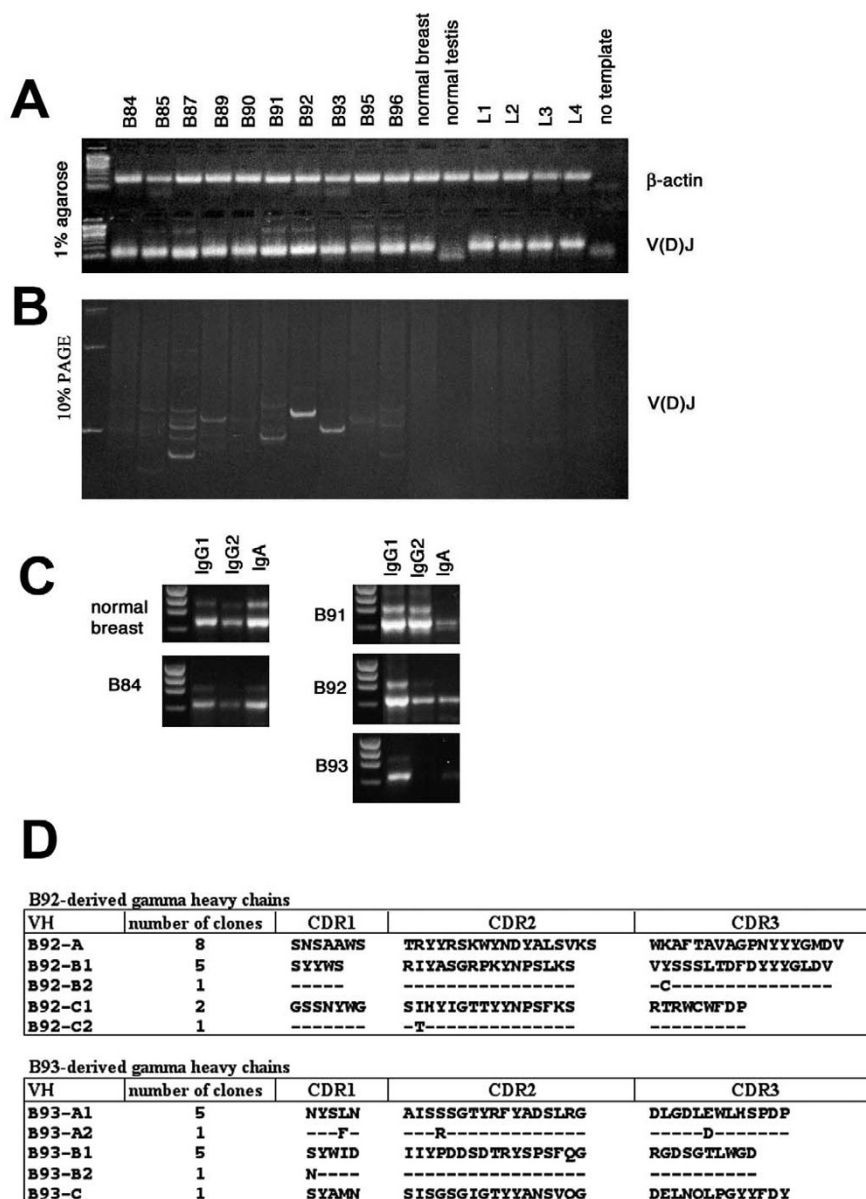 A
B84 B85 B87 B89 B90 B91 B92 B93 B95 B96 normal breast normal testis L1 L2 L3 L4 no template
1% agarose
β-actin
V(D)J
B
10% PAGE
V(D)J
C
IgG1 IgG2 IgA
normal breast
B84
IgG1 IgG2 IgA
B91
B92
B93
D
B92-derived gamma heavy chains
VH number of clones CDR1 CDR2 CDR3
B92-A 8 SNSAAWS TRYYRSKWYNDYALSVKS WKAFTAVAGPNYYYGMDV
B92-B1 5 SYYWS RIYASGRPKYNPSLKS VYSSSLTDFDYYYGLDV
B92-B2 1 ----- ---------------- -C---------------
B92-C1 2 GSSNYWG SIHYIGTTYYNPSFKS RTRWCWFDP
B92-C2 1 ------- -T-------------- ---------
B93-derived gamma heavy chains
VH number of clones CDR1 CDR2 CDR3
B93-A1 5 NYSLN AISSSGTYRFYADSLRG DLGDLEWLHSPDP
B93-A2 1 ---F- ---R------------- -----D-------
B93-B1 5 SYWID IIYPDDSDTRYSPSFQG RGDSGTLWGD
B93-B2 1 N---- ----------------- ----------
B93-C 1 SYAMN SISGSGIGTYYANSVQG DELNQLPGYYFDY